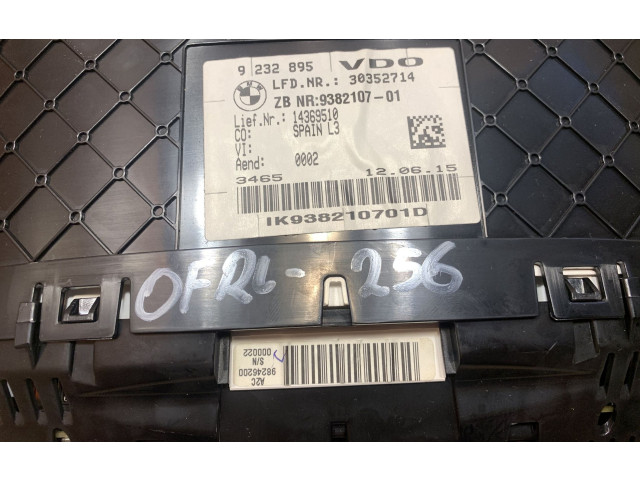 9 232 895 VDO
LFD.NR.: 30352714
ZB NR:9382107-01
Lief.Nr.: 14369510
CO: SPAIN L3
VI:
Aend: 0002
3465 12.06.15
IK938210701D
OFRL-256
A2C
98246200
S/N
000022